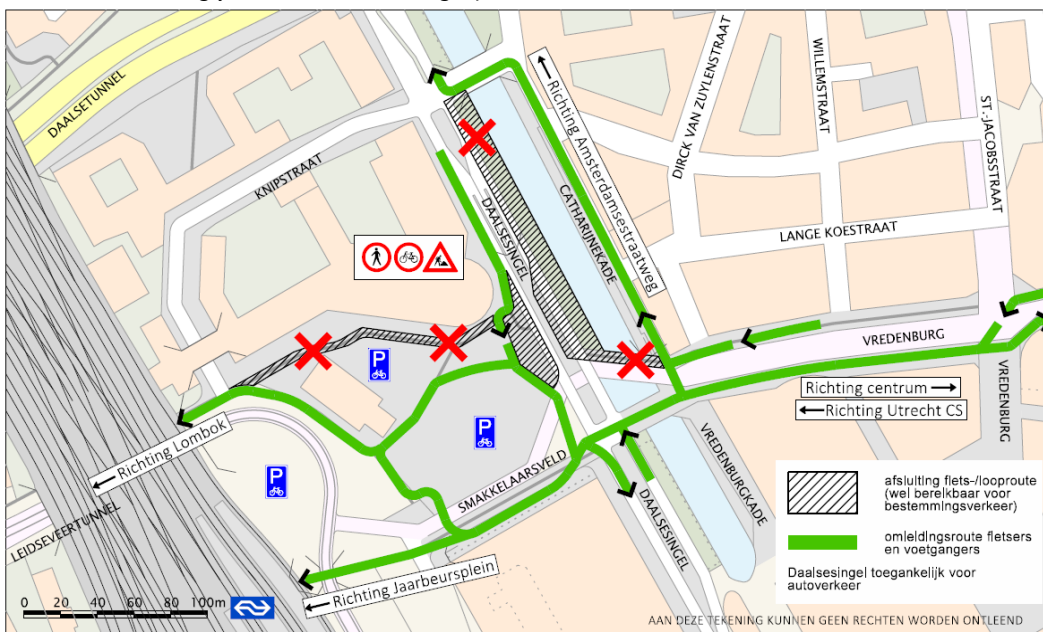 DAALSETUNNEL
KNIPSTRAAT
DAALSESINGEL
CATHARIJNEKADE
Richting Amsterdamsestraatweg
DIRCK VAN ZUYLENSTRAAT
WILLEMSTRAAT
ST.-JACOBSSTRAAT
LANGE KOESTRAAT
VREDENBURG
VREDENBURG
Richting centrum
Richting Utrecht CS
P
P
P
Richting Lombok
LEIDSEVEERTUNNEL
SMAKKELAARSVELD
VREDENBURGKADE
DAALSESINGEL
Richting Jaarbeursplein
afsluiting fiets-/looproute
(wel bereikbaar voor
bestemmingsverkeer)
omleidingsroute fietsers
en voetgangers
Daalsesingel toegankelijk voor
autoverkeer
0 20 40 60 80 100m
AAN DEZE TEKENING KUNNEN GEEN RECHTEN WORDEN ONTLEEND